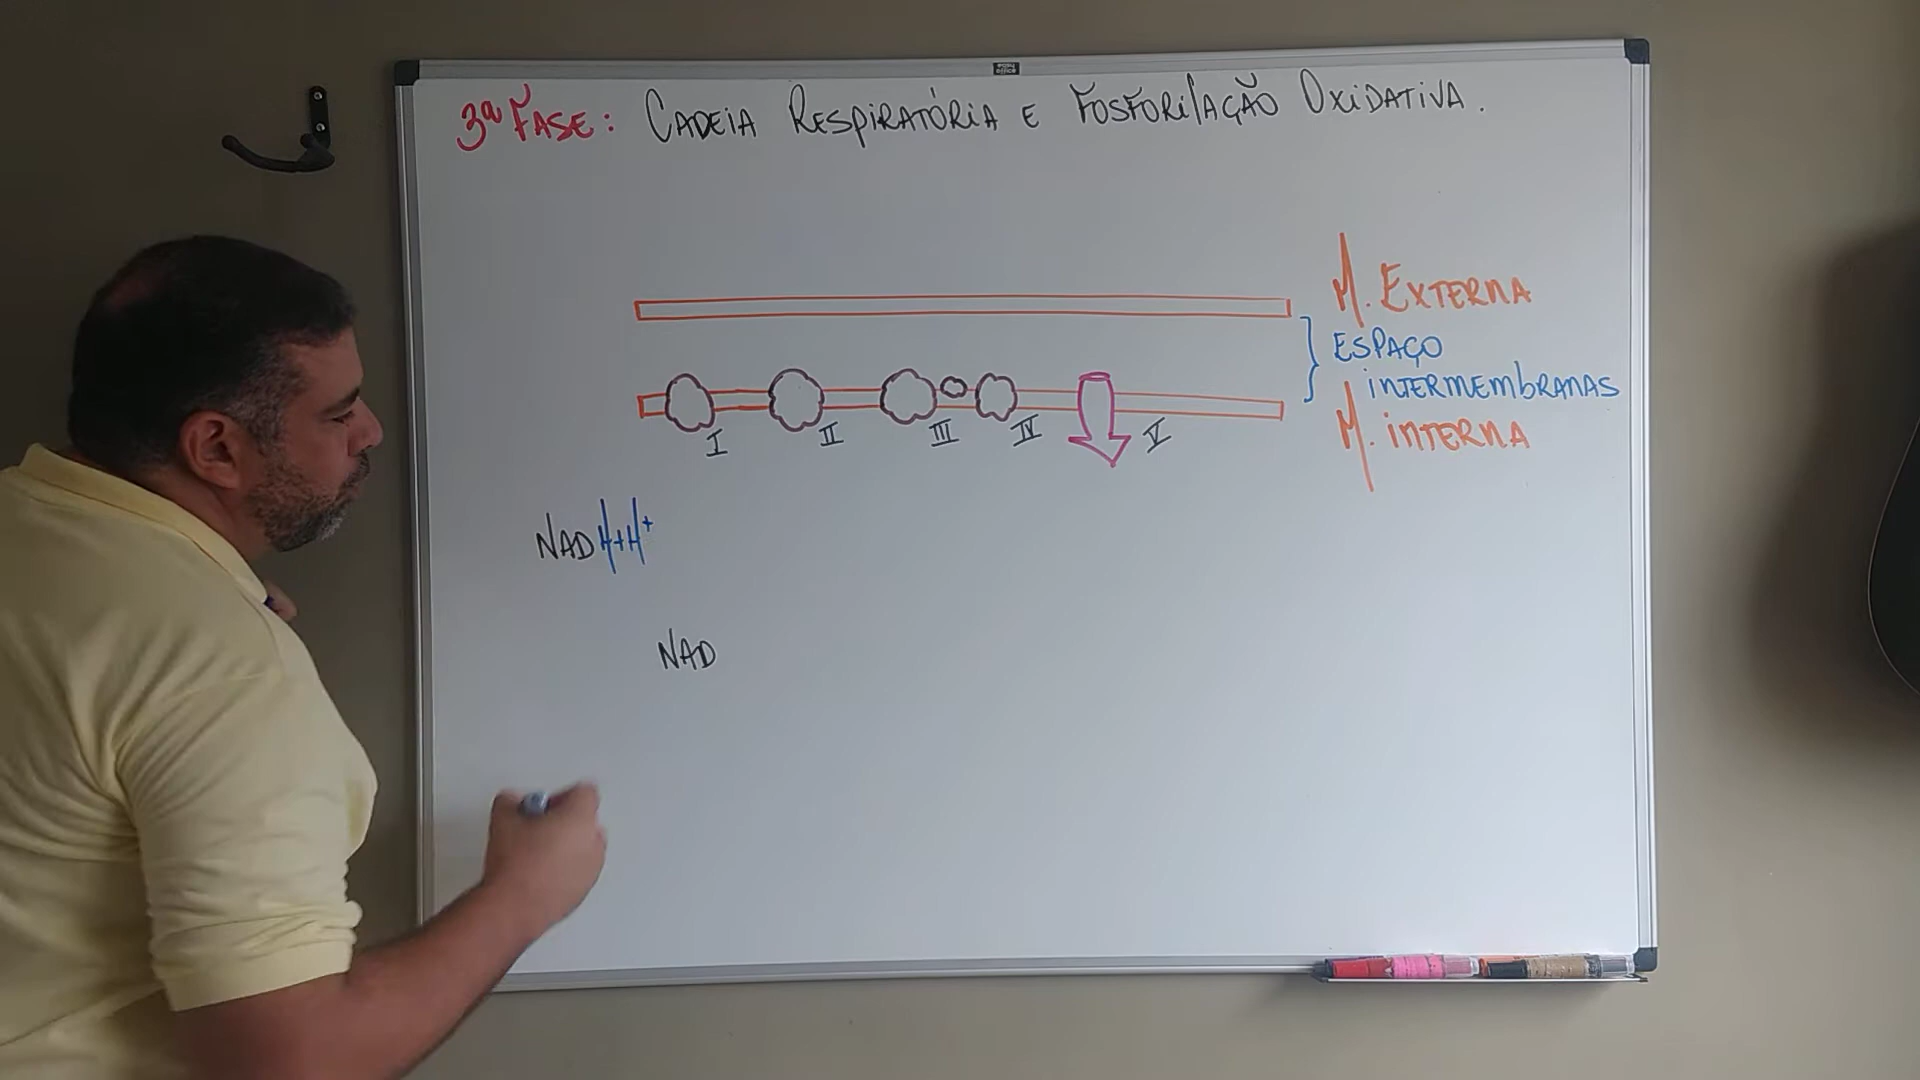 3ª FASE: CADEIA RESPIRATÓRIA E FOSFORILAÇÃO OXIDATIVA.
M. EXTERNA
ESPAÇO
INTERMEMBRANAS
M. INTERNA
I II III IV V
NADH+H+
NAD